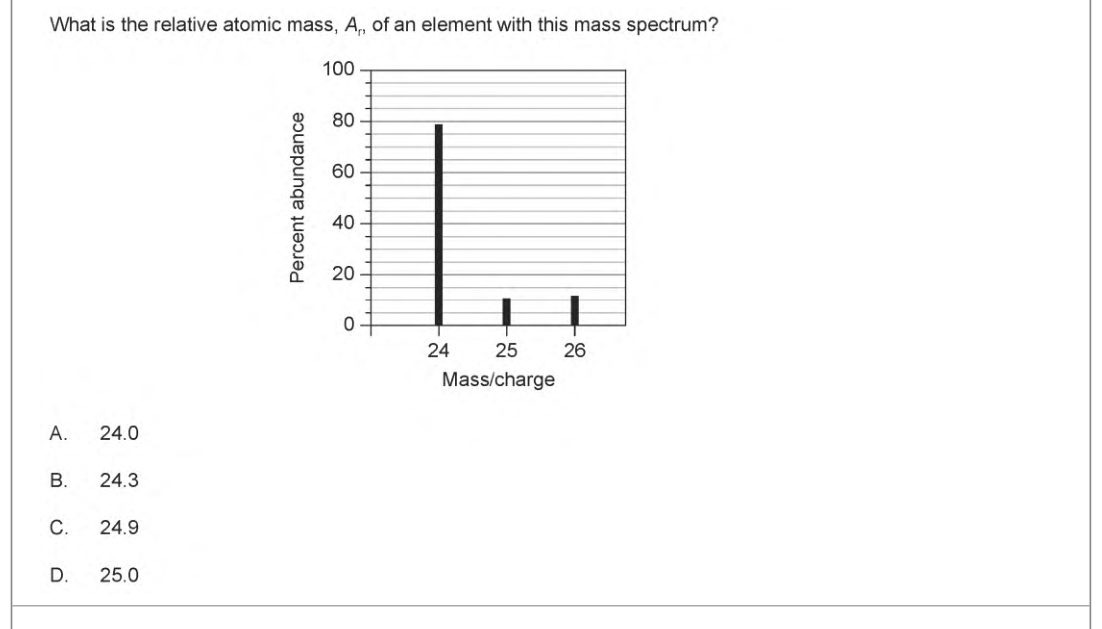 What is the relative atomic mass, Ar, of an element with this mass spectrum?
100
80
60
40
20
0
Percent abundance
24 25 26
Mass/charge
A. 24.0
B. 24.3
C. 24.9
D. 25.0